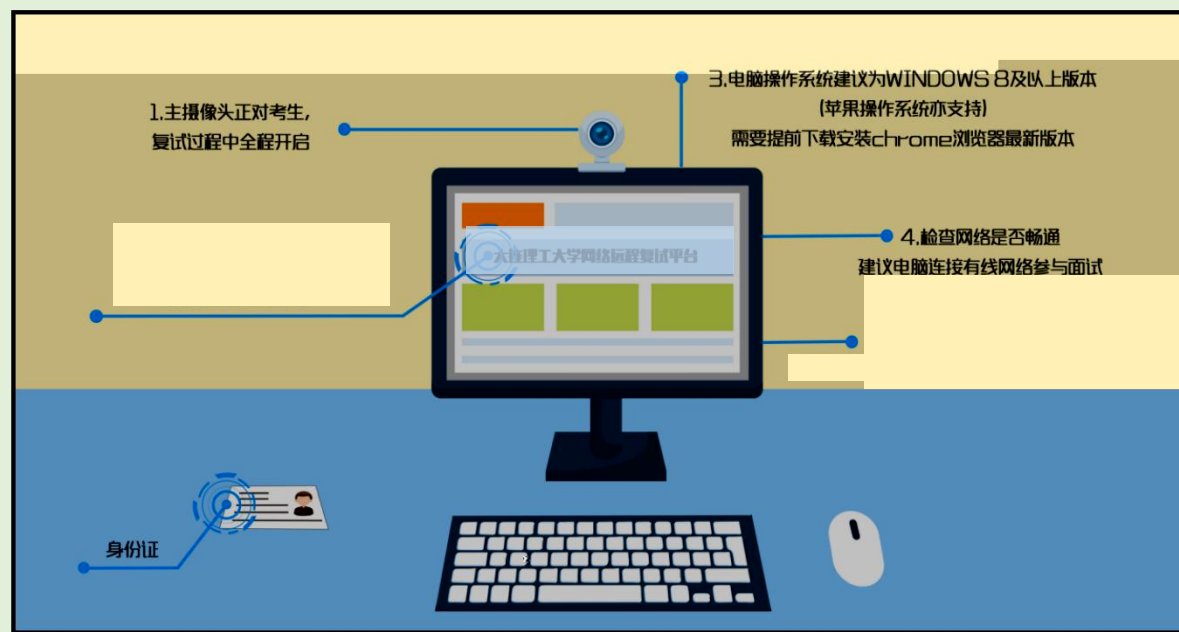 1.主摄像头正对考生,
复试过程中全程开启
3.电脑操作系统建议为WINDOWS 8及以上版本
(苹果操作系统亦支持)
需要提前下载安装chrome浏览器最新版本
大连理工大学网络远程复试平台
4.检查网络是否畅通
建议电脑连接有线网络参与面试
身份证